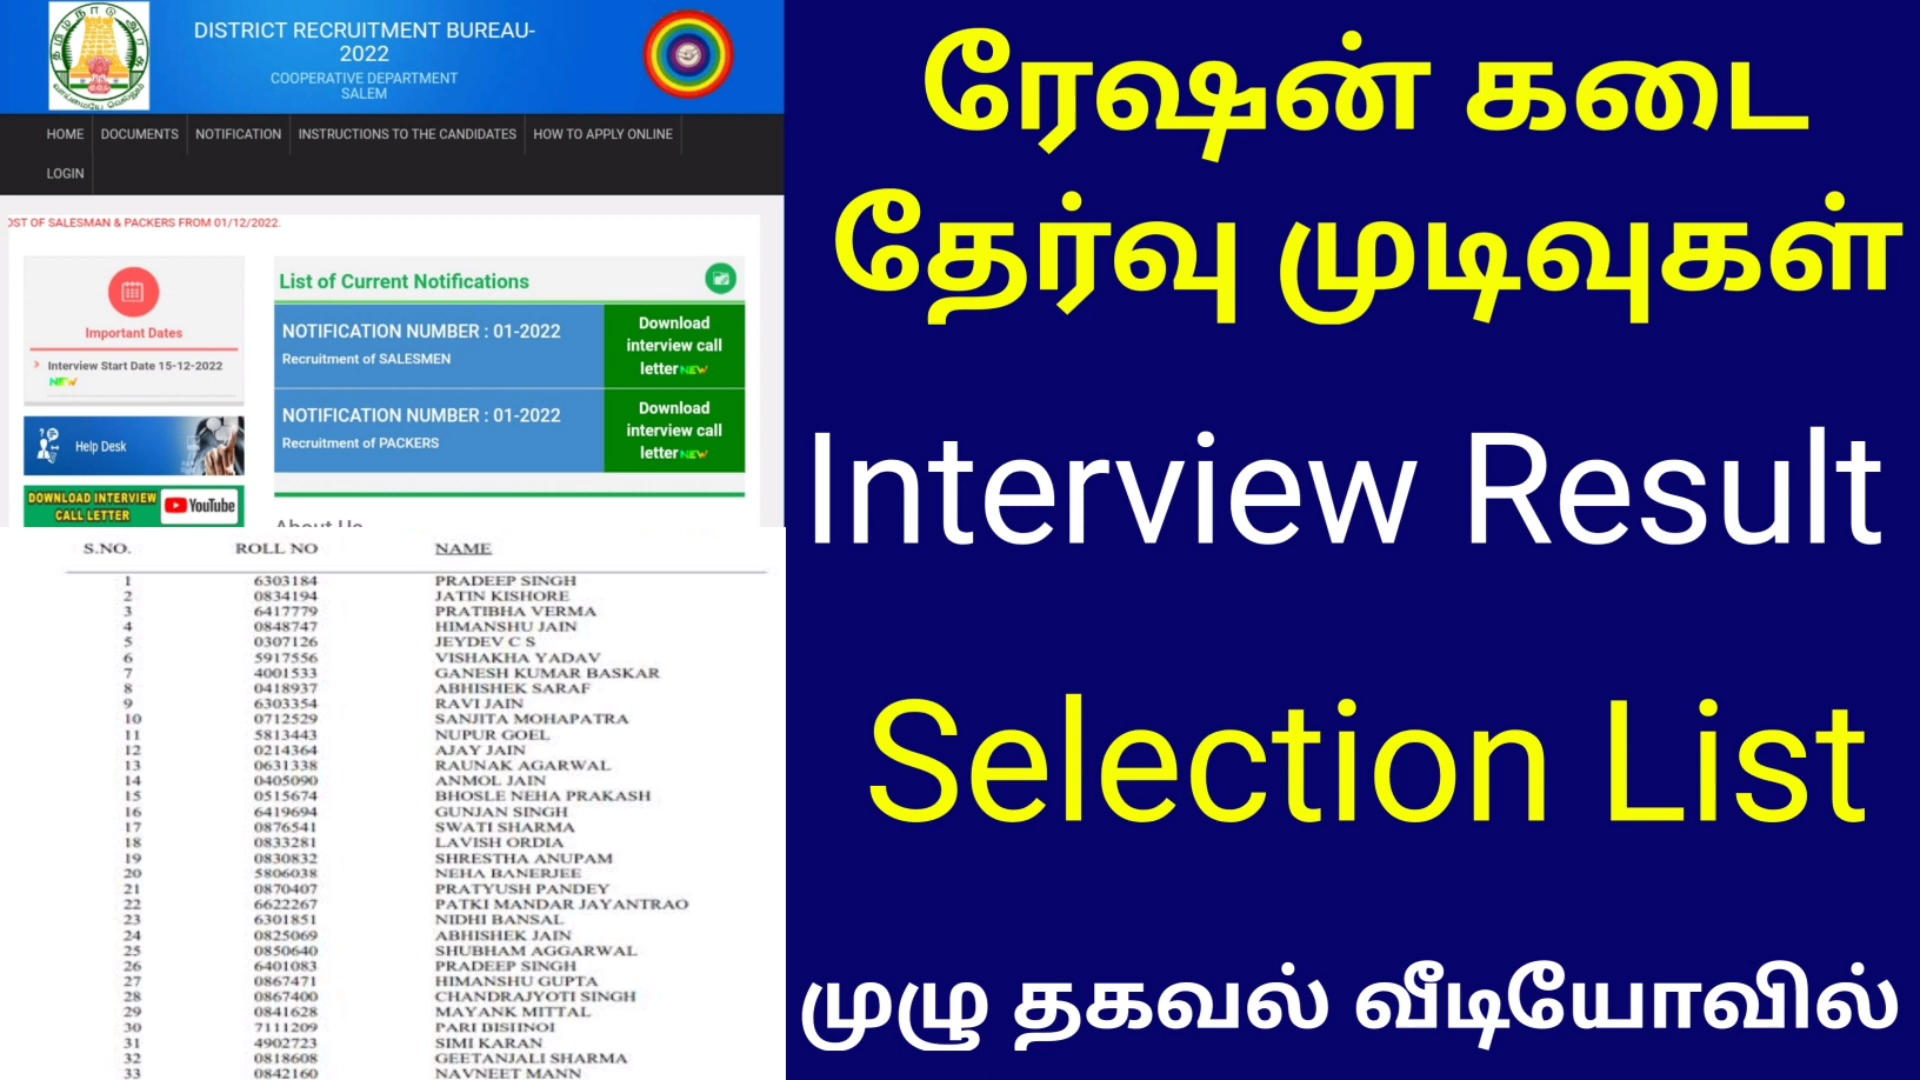 DISTRICT RECRUITMENT BUREAU-
2022
COOPERATIVE DEPARTMENT
SALEM
HOME
DOCUMENTS
NOTIFICATION
INSTRUCTIONS TO THE CANDIDATES
HOW TO APPLY ONLINE
LOGIN
OST OF SALESMAN & PACKERS FROM 01/12/2022.
Important Dates
Interview Start Date 15-12-2022
NEW
Help Desk
DOWNLOAD INTERVIEW
CALL LETTER
YouTube
List of Current Notifications
NOTIFICATION NUMBER : 01-2022
Recruitment of SALESMEN
Download
interview call
letter NEW
NOTIFICATION NUMBER : 01-2022
Recruitment of PACKERS
Download
interview call
letter NEW
About Us
S.NO. ROLL NO NAME
1 6303184 PRADEEP SINGH
2 0834194 JATIN KISHORE
3 6417779 PRATIBHA VERMA
4 0848747 HIMANSHU JAIN
5 0307126 JEYDEV C S
6 5917556 VISHAKHA YADAV
7 4001533 GANESH KUMAR BASKAR
8 0418937 ABHISHEK SARAF
9 6303354 RAVI JAIN
10 0712529 SANJITA MOHAPATRA
11 5813443 NUPUR GOEL
12 0214364 AJAY JAIN
13 0631338 RAUNAK AGARWAL
14 0405090 ANMOL JAIN
15 0515674 BHOSLE NEHA PRAKASH
16 6419694 GUNJAN SINGH
17 0876541 SWATI SHARMA
18 0833281 LAVISH ORDIA
19 0830832 SHRESTHA ANUPAM
20 5806038 NEHA BANERJEE
21 0870407 PRATYUSH PANDEY
22 6622267 PATKI MANDAR JAYANTRAO
23 6301851 NIDHI BANSAL
24 0825069 ABHISHEK JAIN
25 0850640 SHUBHAM AGGARWAL
26 6401083 PRADEEP SINGH
27 0867471 HIMANSHU GUPTA
28 0867400 CHANDRAJYOTI SINGH
29 0841628 MAYANK MITTAL
30 7111209 PARI BISHNOI
31 4902723 SIMI KARAN
32 0818608 GEETANJALI SHARMA
33 0842160 NAVNEET MANN
ரேஷன் கடை
தேர்வு முடிவுகள்
Interview Result
Selection List
முழு தகவல் வீடியோவில்